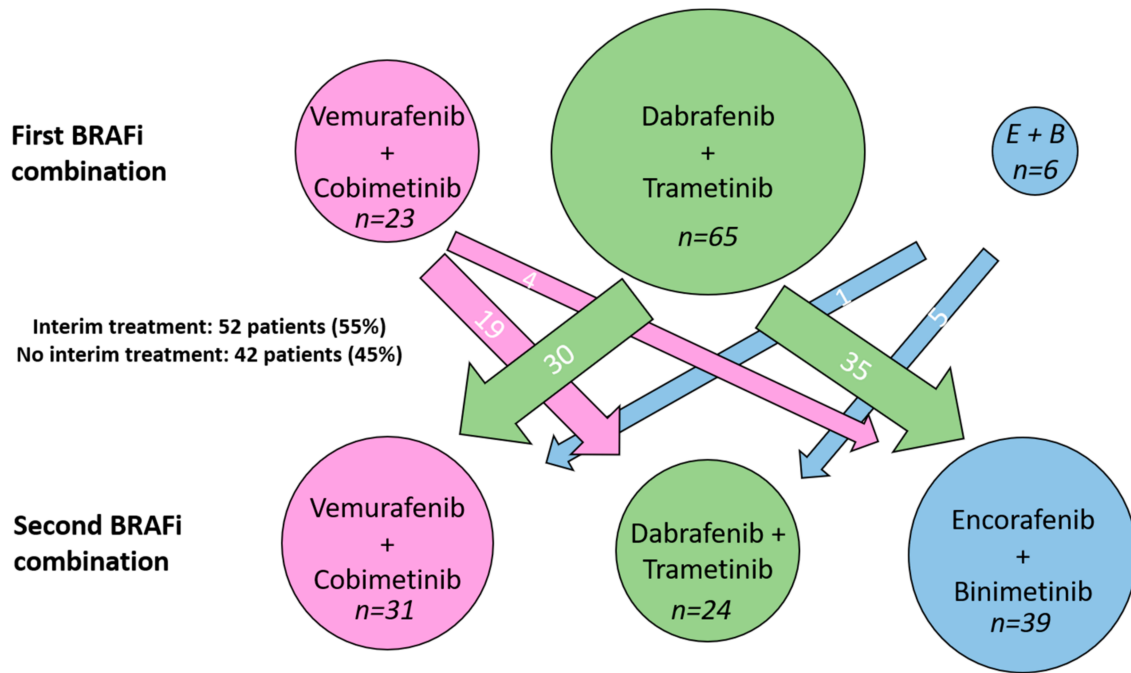 First BRAFi
combination
Vemurafenib
+
Cobimetinib
n=23
Dabrafenib
+
Trametinib
n=65
E + B
n=6
4
19
30
1
5
35
Interim treatment: 52 patients (55%)
No interim treatment: 42 patients (45%)
Second BRAFi
combination
Vemurafenib
+
Cobimetinib
n=31
Dabrafenib +
Trametinib
n=24
Encorafenib
+
Binimetinib
n=39